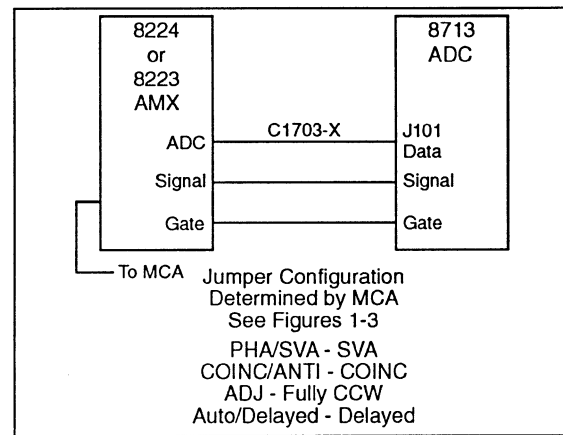 8224
or
8223
AMX
8713
ADC
ADC
C1703-X
J101
Data
Signal
Signal
Gate
Gate
To MCA
Jumper Configuration
Determined by MCA
See Figures 1-3
PHA/SVA - SVA
COINC/ANTI - COINC
ADJ - Fully CCW
Auto/Delayed - Delayed